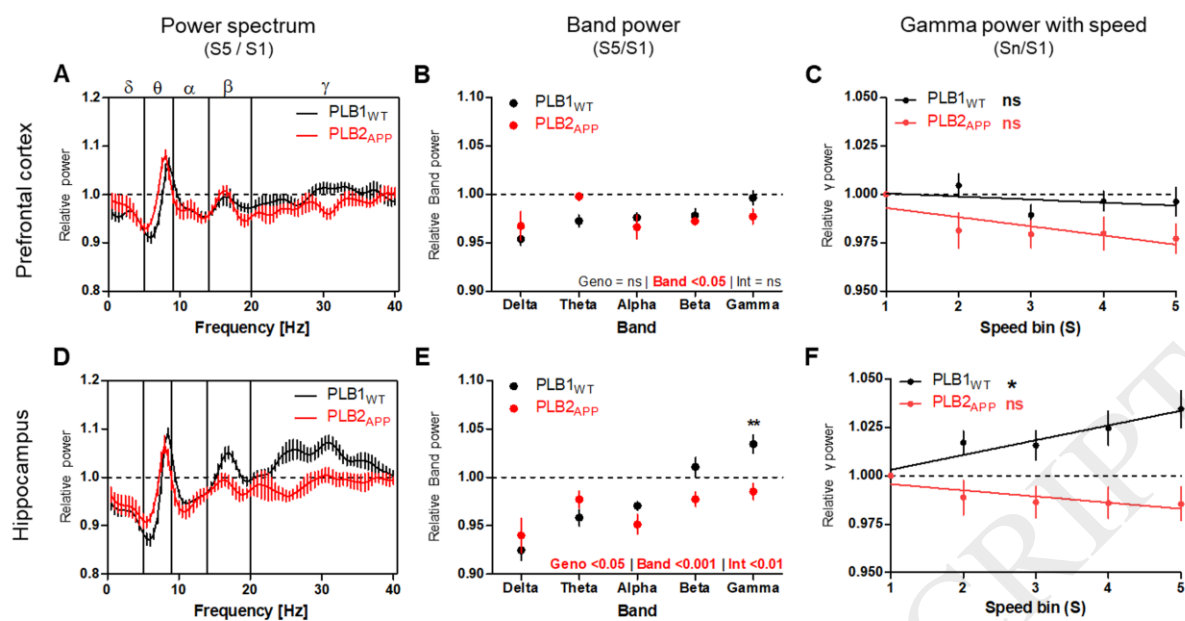 Power spectrum
(S5 / S1)
Band power
(S5/S1)
Gamma power with speed
(Sn/S1)
Prefrontal cortex
A
δ θ α β γ
1.2
1.1
1.0
0.9
0.8
Relative power
PLB1WT
PLB2APP
0 10 20 30 40
Frequency [Hz]
B
1.10
1.05
1.00
0.95
0.90
Relative Band power
PLB1WT
PLB2APP
Geno = ns | Band <0.05 | Int = ns
Delta Theta Alpha Beta Gamma
Band
C
1.050
1.025
1.000
0.975
0.950
Relative γ power
PLB1WT ns
PLB2APP ns
1 2 3 4 5
Speed bin (S)
Hippocampus
D
1.2
1.1
1.0
0.9
0.8
Relative power
PLB1WT
PLB2APP
0 10 20 30 40
Frequency [Hz]
E
1.10
1.05
1.00
0.95
0.90
Relative Band power
PLB1WT
PLB2APP
**
Geno <0.05 | Band <0.001 | Int <0.01
Delta Theta Alpha Beta Gamma
Band
F
1.050
1.025
1.000
0.975
0.950
Relative γ power
PLB1WT *
PLB2APP ns
1 2 3 4 5
Speed bin (S)
CRIPT